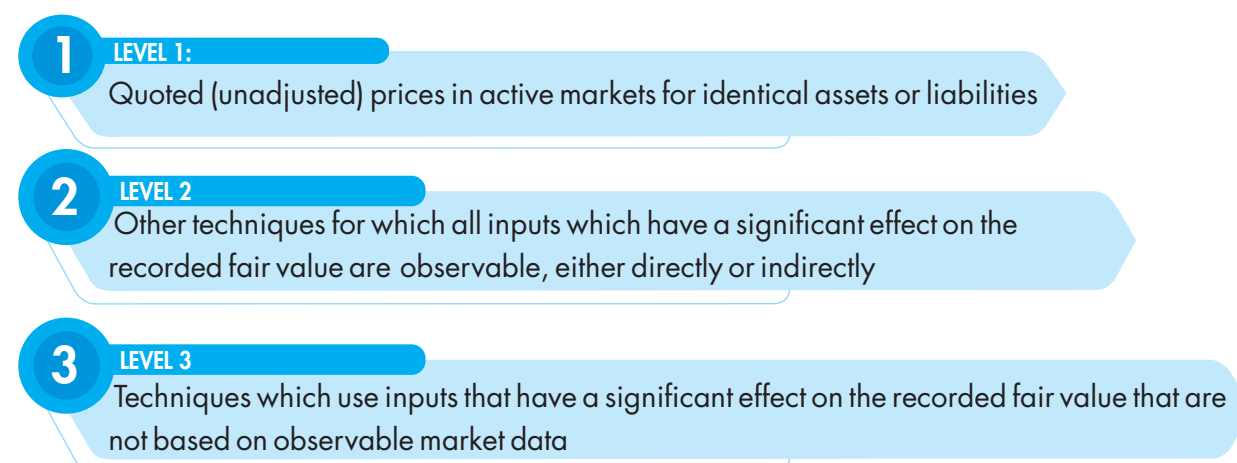 1
LEVEL 1:
Quoted (unadjusted) prices in active markets for identical assets or liabilities
2
LEVEL 2
Other techniques for which all inputs which have a significant effect on the
recorded fair value are observable, either directly or indirectly
3
LEVEL 3
Techniques which use inputs that have a significant effect on the recorded fair value that are
not based on observable market data